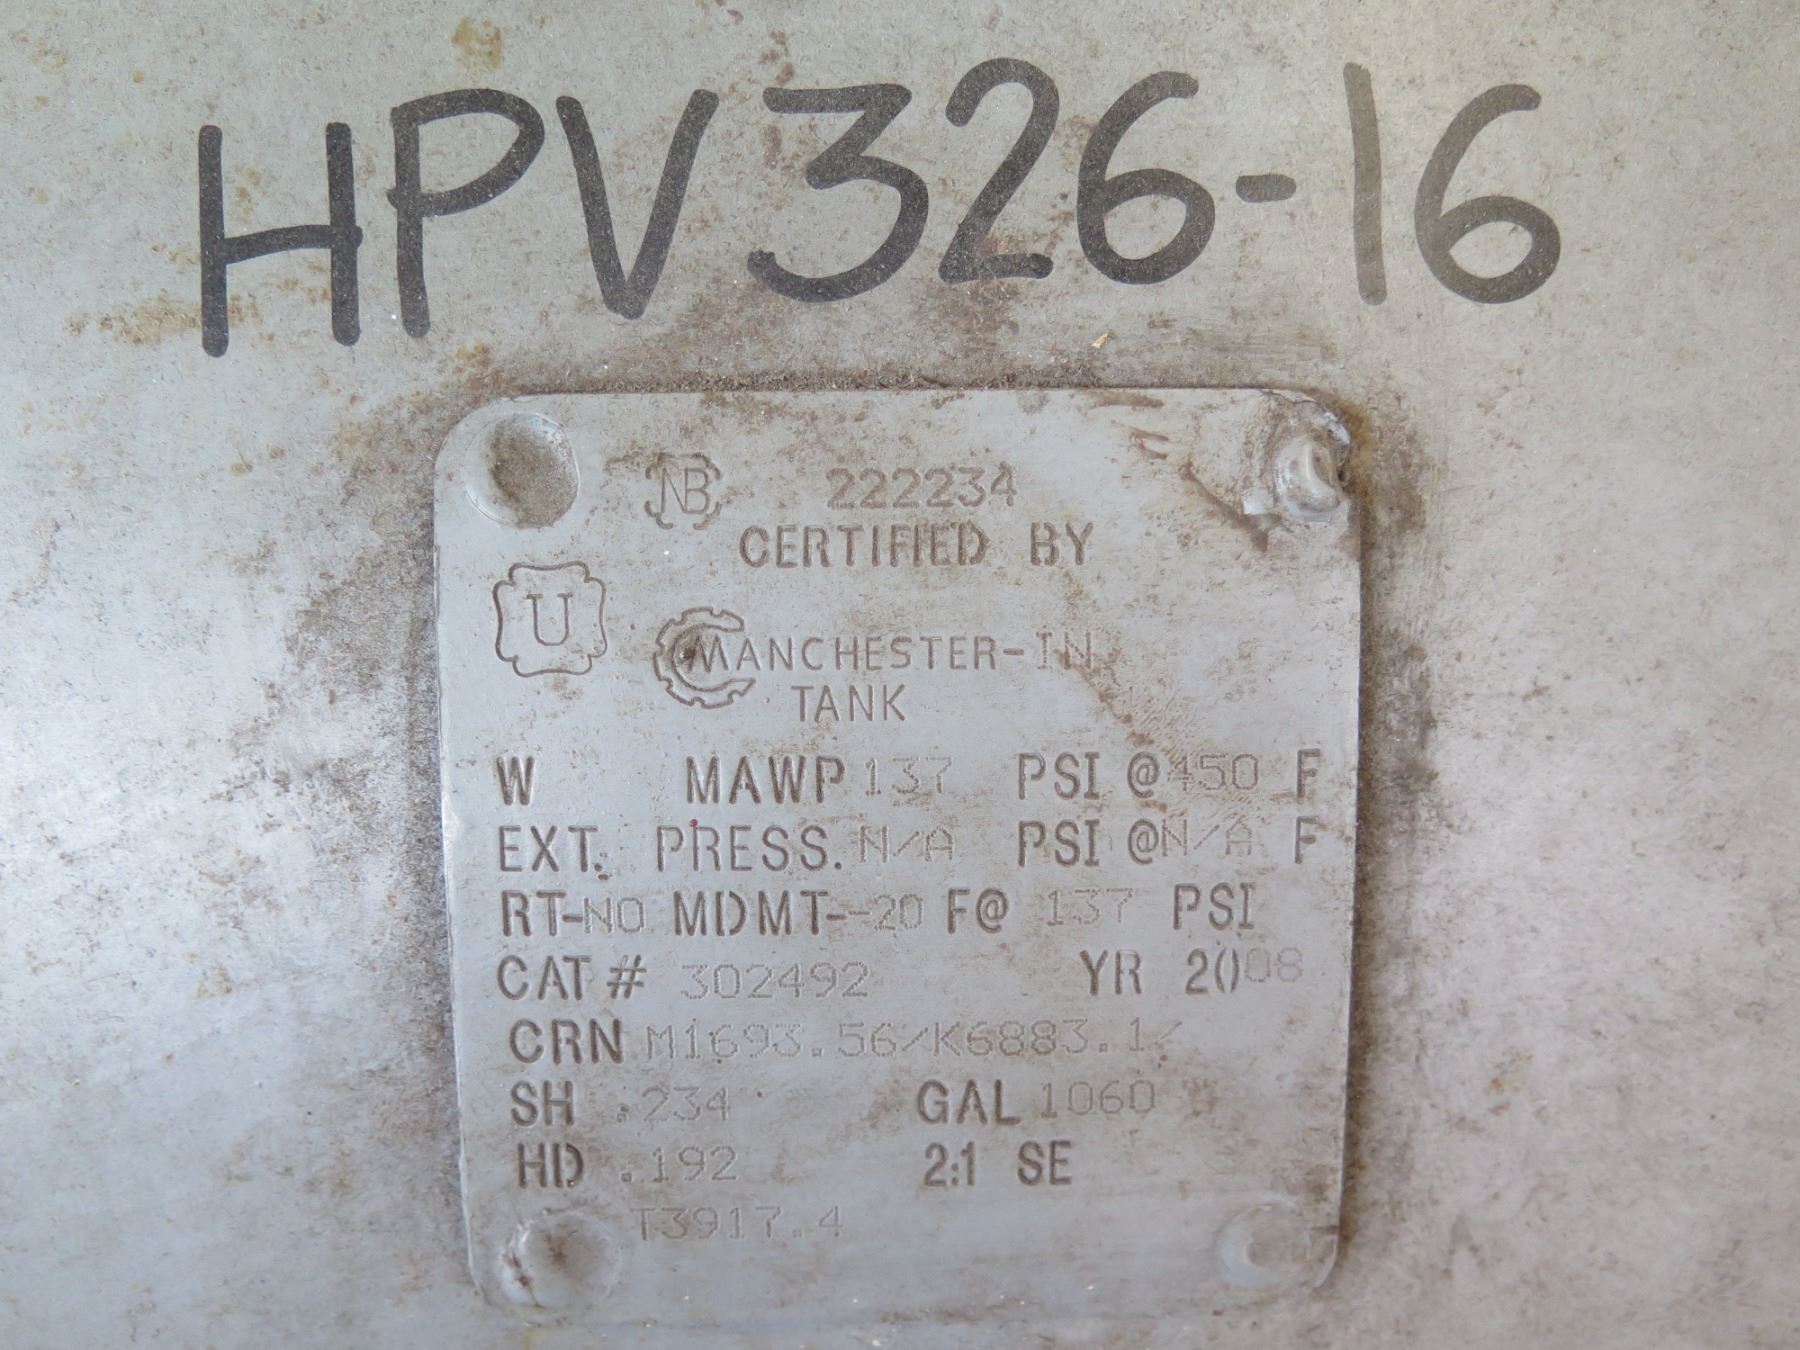 HPV 326-16
NB 222234
CERTIFIED BY
U
MANCHESTER-IN
TANK
W MAWP 137 PSI @ 450 F
EXT. PRESS. N/A PSI @ N/A F
RT-NO MDMT--20 F@ 137 PSI
CAT# 302492 YR 2008
CRN M1693.56/K6883.1/
SH .234 GAL 1060
HD .192 2:1 SE
T3917.4